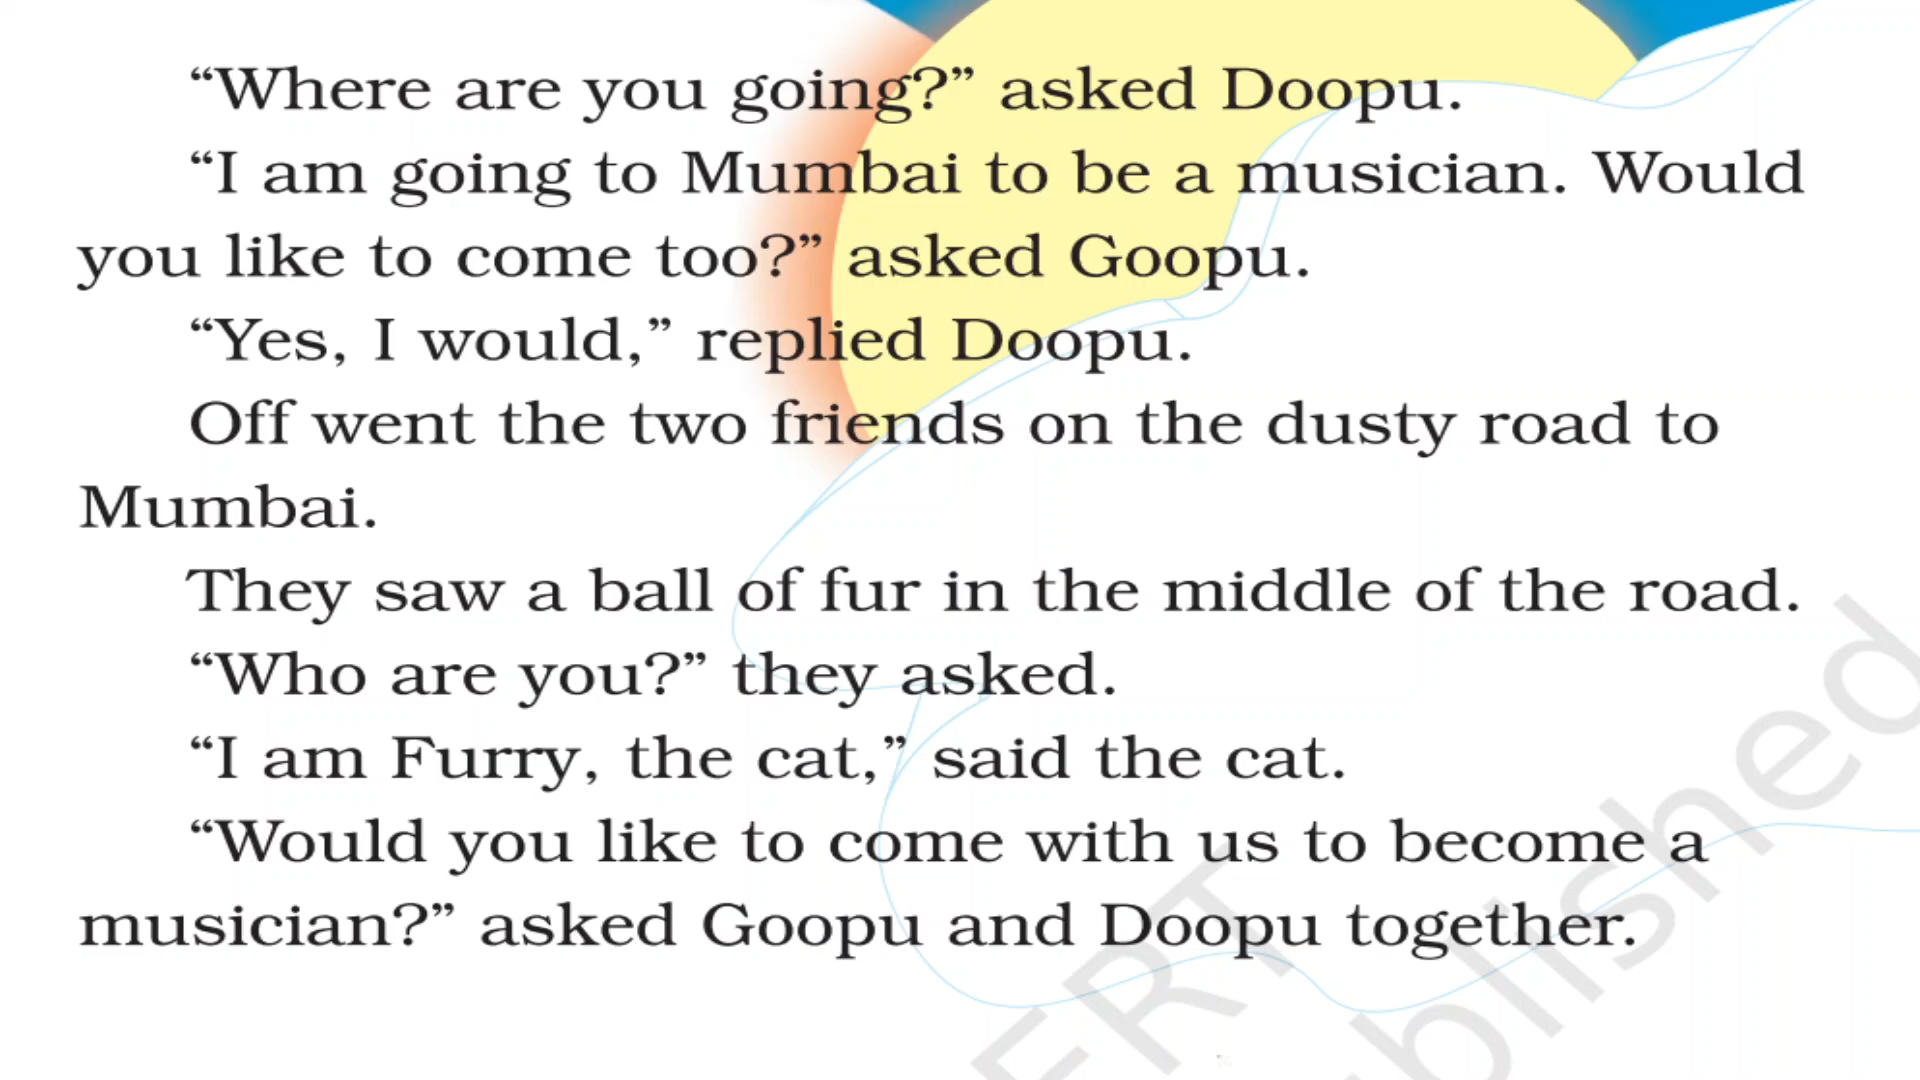 “Where are you going?” asked Doopu.
“I am going to Mumbai to be a musician. Would
you like to come too?” asked Goopu.
“Yes, I would,” replied Doopu.
Off went the two friends on the dusty road to
Mumbai.
They saw a ball of fur in the middle of the road.
“Who are you?” they asked.
“I am Furry, the cat,” said the cat.
“Would you like to come with us to become a
musician?” asked Goopu and Doopu together.